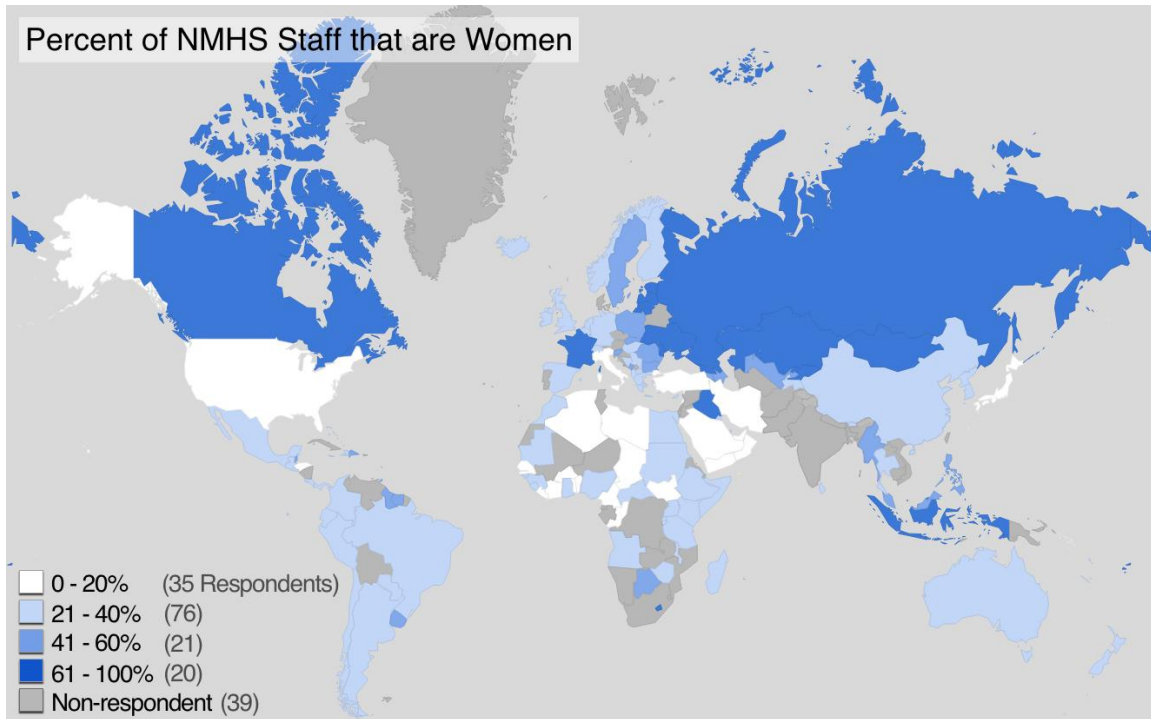 Percent of NMHS Staff that are Women
0 - 20% (35 Respondents)
21 - 40% (76)
41 - 60% (21)
61 - 100% (20)
Non-respondent (39)